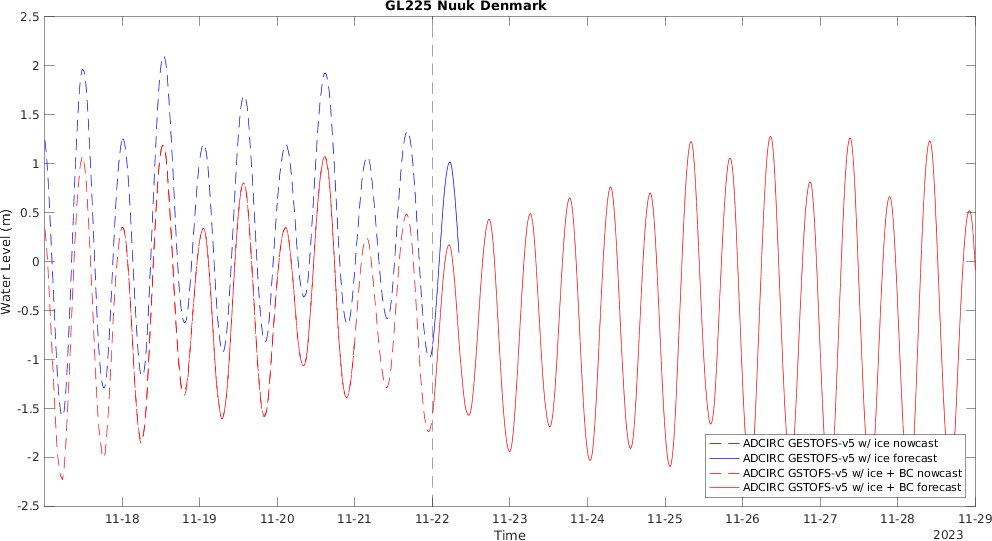 GL225 Nuuk Denmark
2.5
2
1.5
1
0.5
0
-0.5
-1
-1.5
-2
-2.5
Water Level (m)
ADCIRC GESTOFS-v5 w/ ice nowcast
ADCIRC GESTOFS-v5 w/ ice forecast
ADCIRC GSTOFS-v5 w/ ice + BC nowcast
ADCIRC GSTOFS-v5 w/ ice + BC forecast
11-18 11-19 11-20 11-21 11-22 11-23 11-24 11-25 11-26 11-27 11-28 11-29
Time
2023